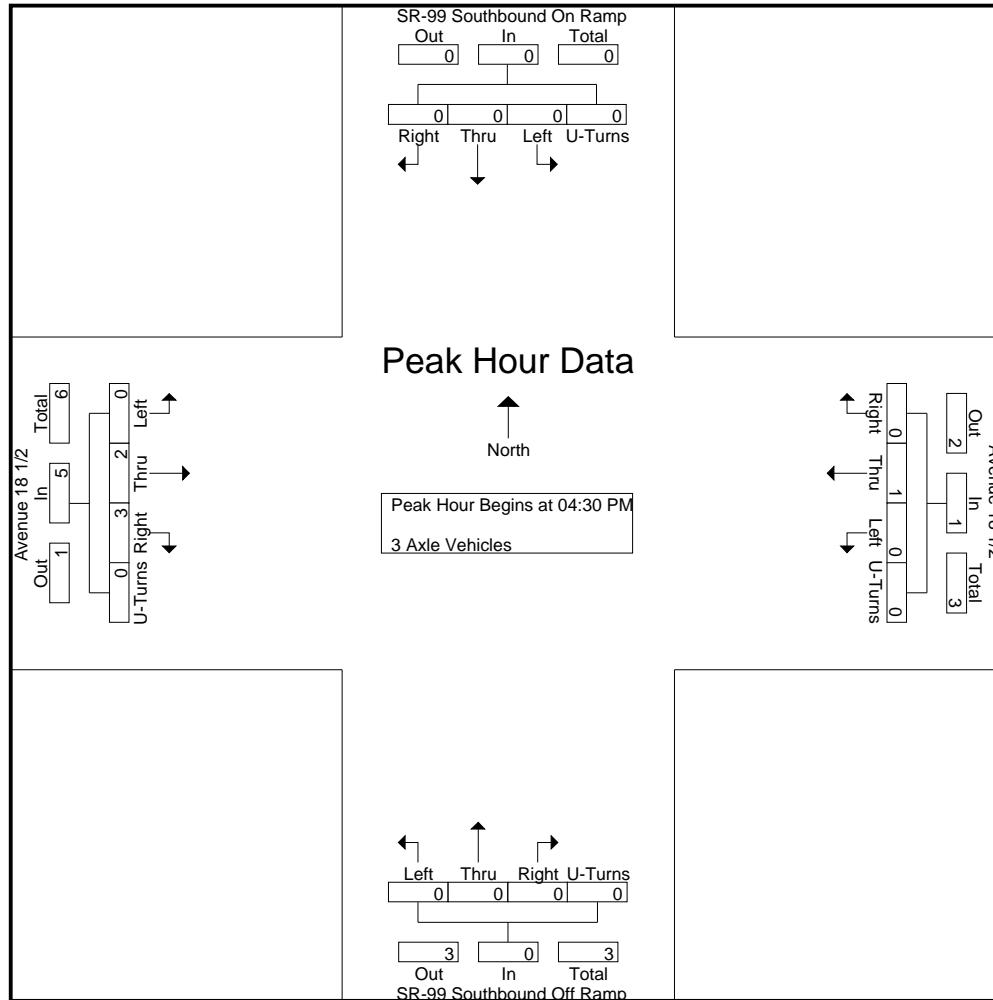 SR-99 Southbound On Ramp
Out In Total
0 0 0
0 0 0 0
Right Thru Left U-Turns
Peak Hour Data
North
Peak Hour Begins at 04:30 PM
3 Axle Vehicles
Avenue 18 1/2
Out In Total
1 5 6
U-Turns Right Thru Left
0 3 2 0
Right Thru Left U-Turns
0 1 0 0
Out In Total
2 1 3
Avenue 18 1/2
Left Thru Right U-Turns
0 0 0 0
3 0 3
Out In Total
SR-99 Southbound Off Ramp